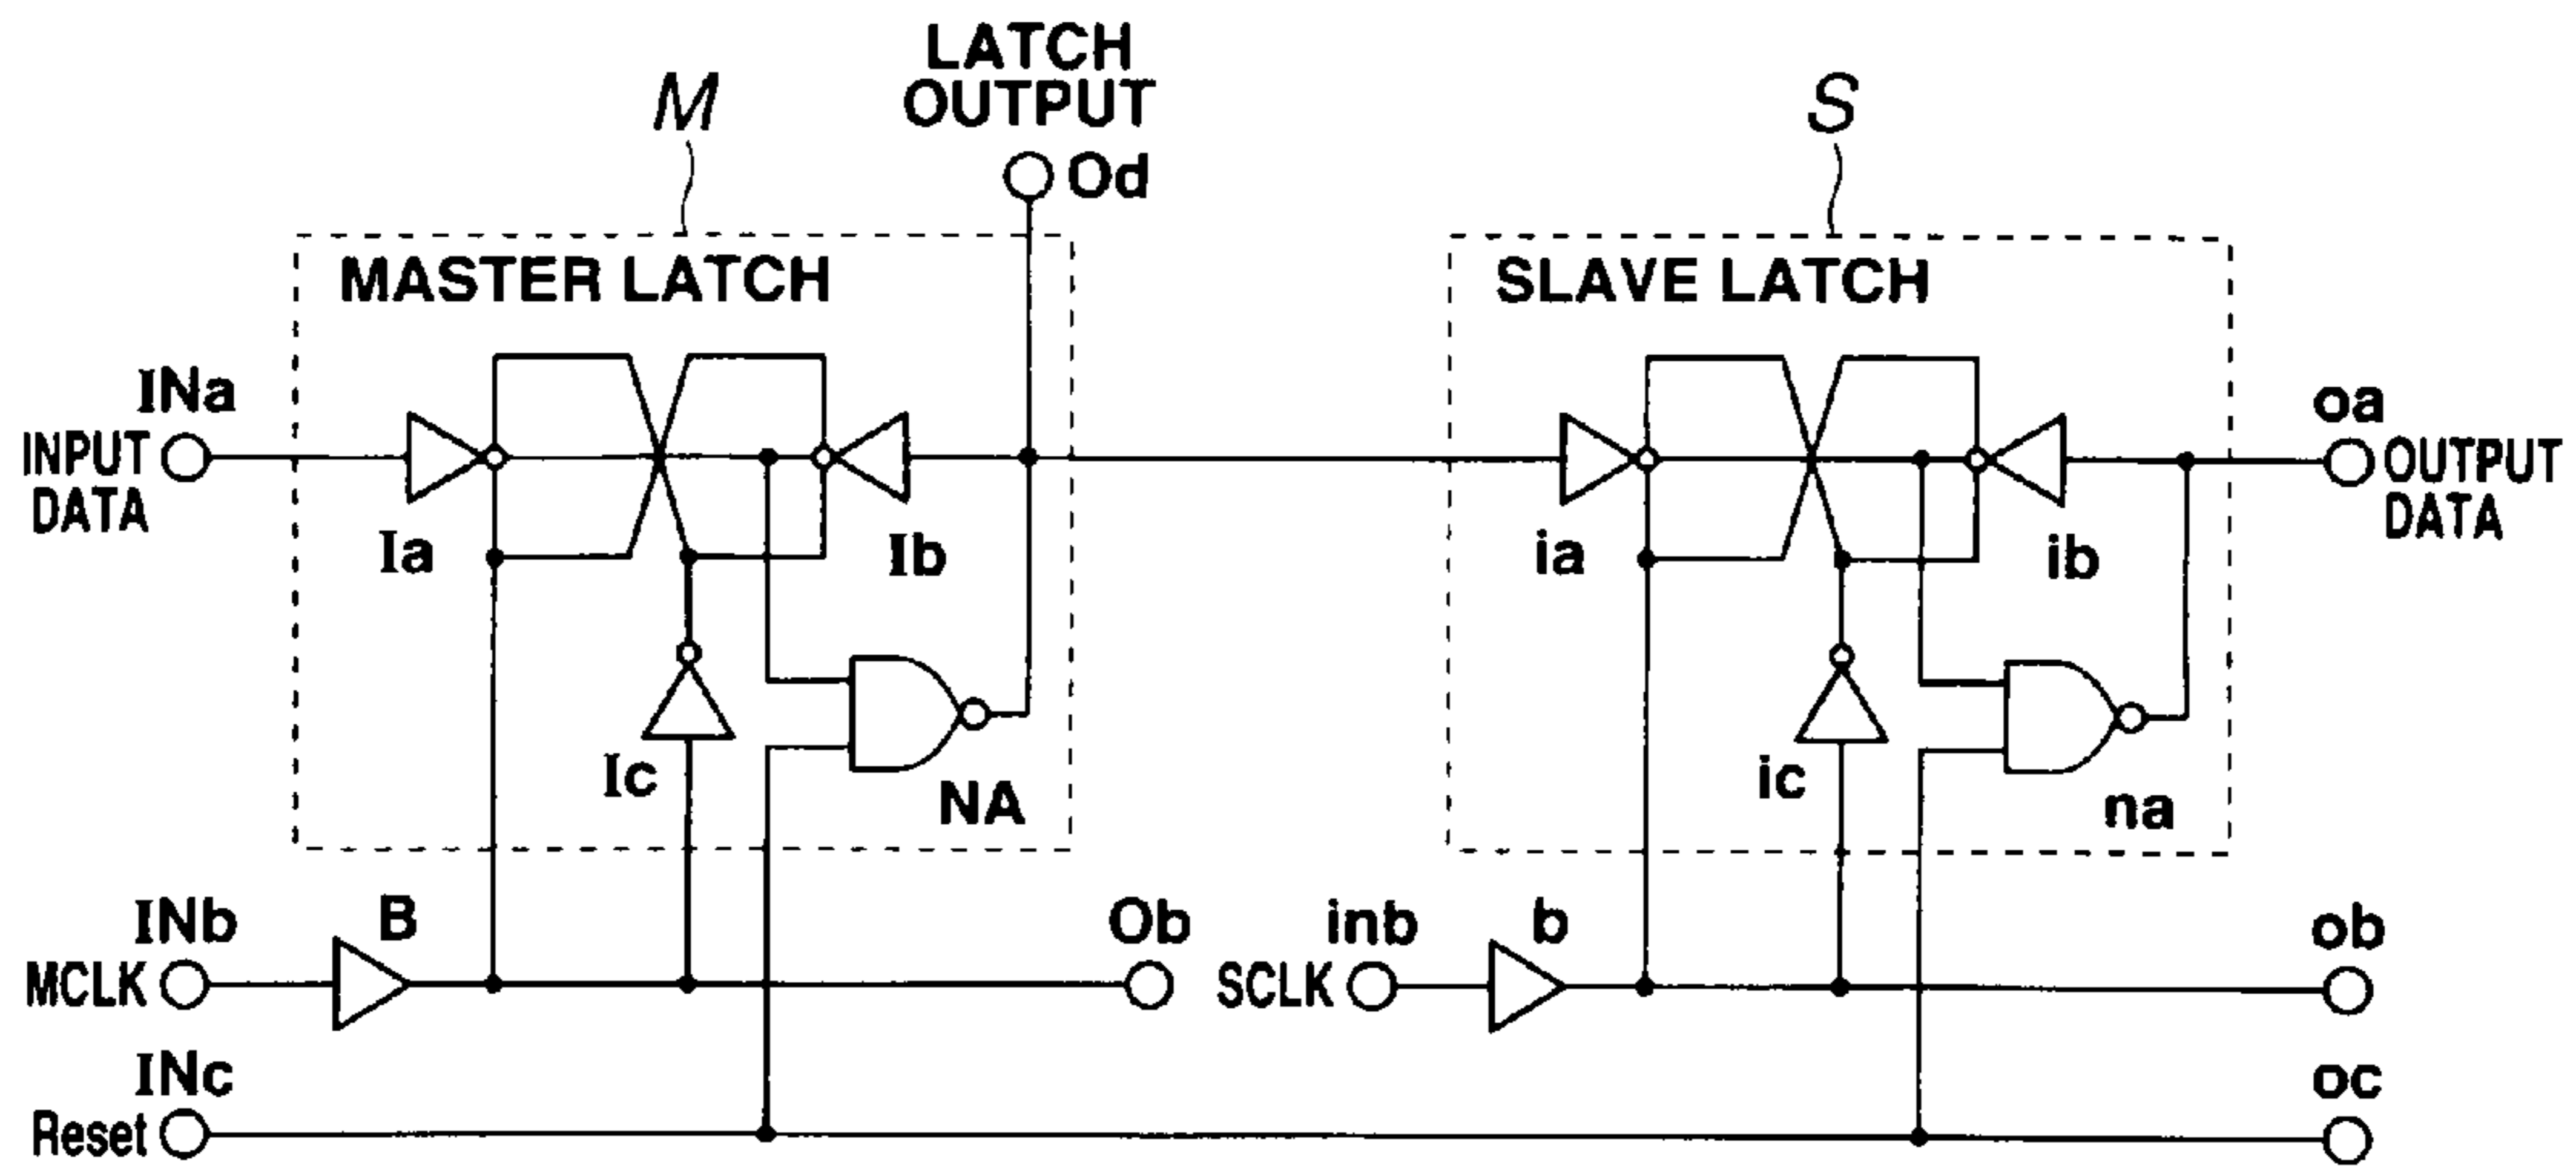 LATCH
OUTPUT
Od
M
S
MASTER LATCH
SLAVE LATCH
INa
INPUT
DATA
Ia
Ib
ia
ib
oa
OUTPUT
DATA
Ic
NA
ic
na
INb
MCLK
B
Ob
inb
SCLK
b
ob
INc
Reset
oc